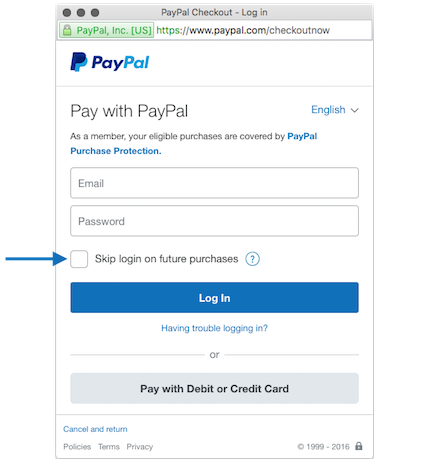 PayPal Checkout - Log in
PayPal, Inc. [US] https://www.paypal.com/checkoutnow
PayPal
Pay with PayPal
English
As a member, your eligible purchases are covered by PayPal
Purchase Protection.
Email
Password
Skip login on future purchases ?
Log In
Having trouble logging in?
or
Pay with Debit or Credit Card
Cancel and return
Policies Terms Privacy
© 1999 - 2016